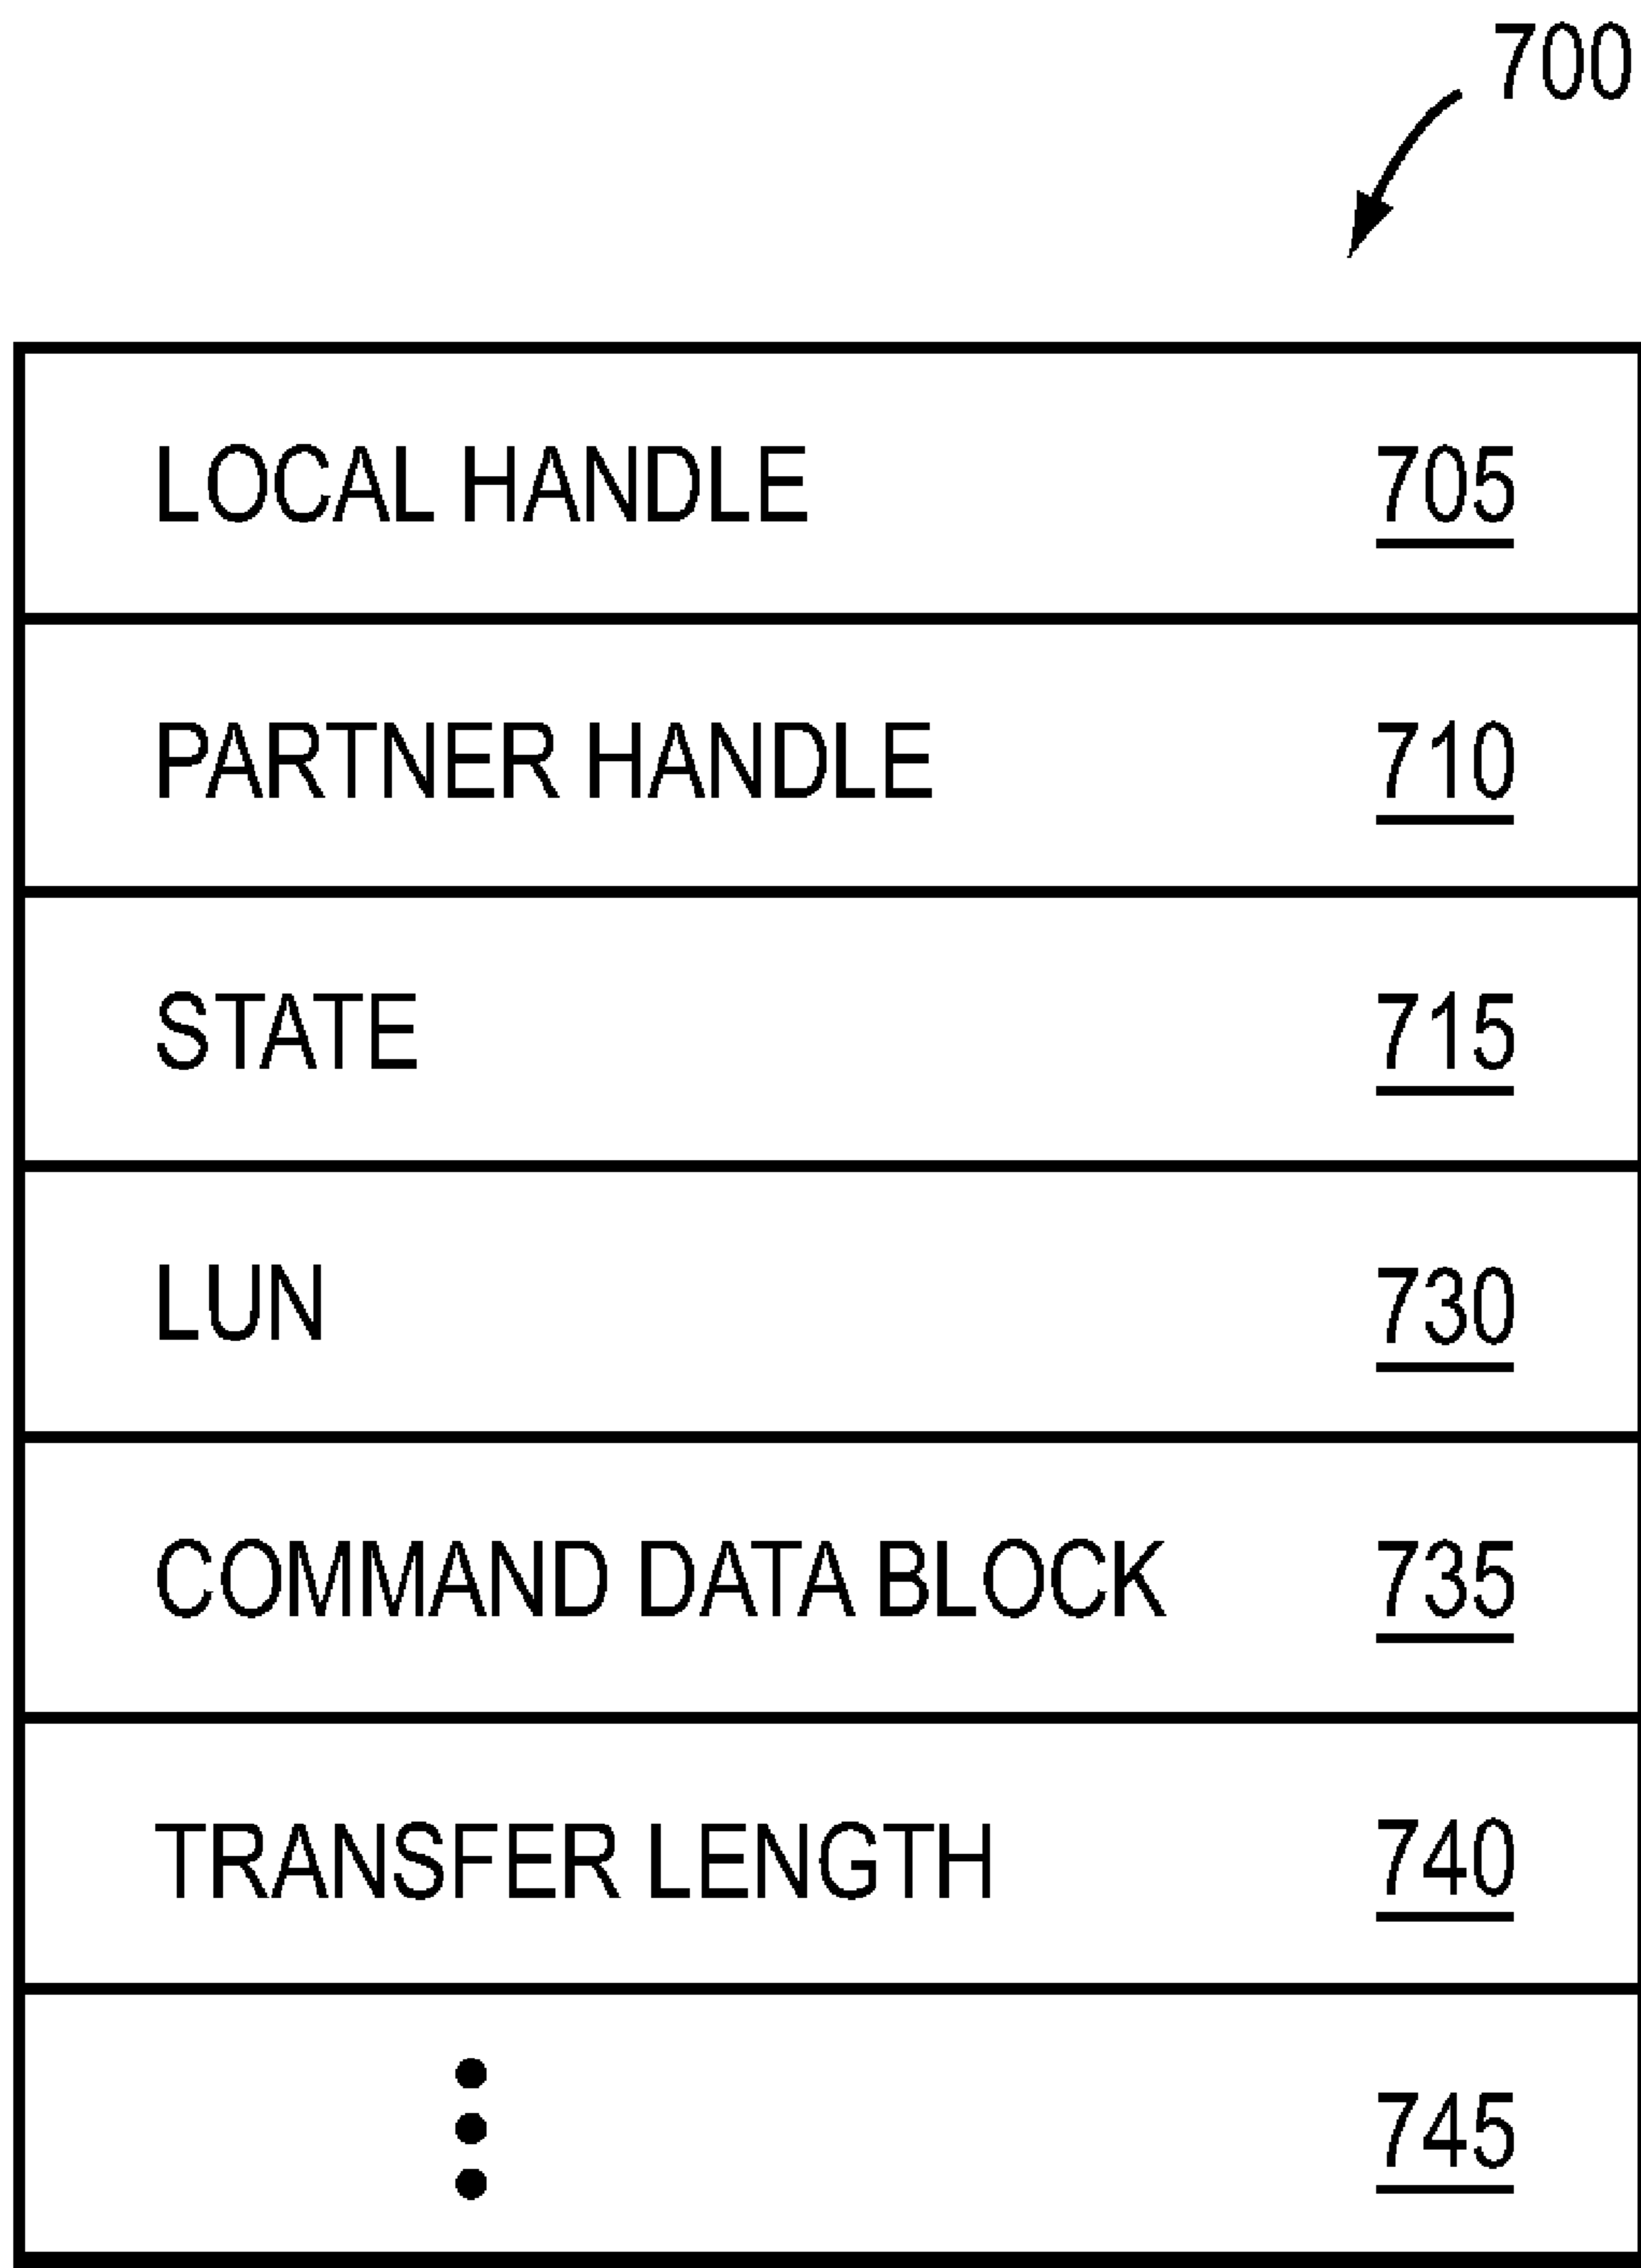 700
LOCAL HANDLE 705
PARTNER HANDLE 710
STATE 715
LUN 730
COMMAND DATA BLOCK 735
TRANSFER LENGTH 740
745